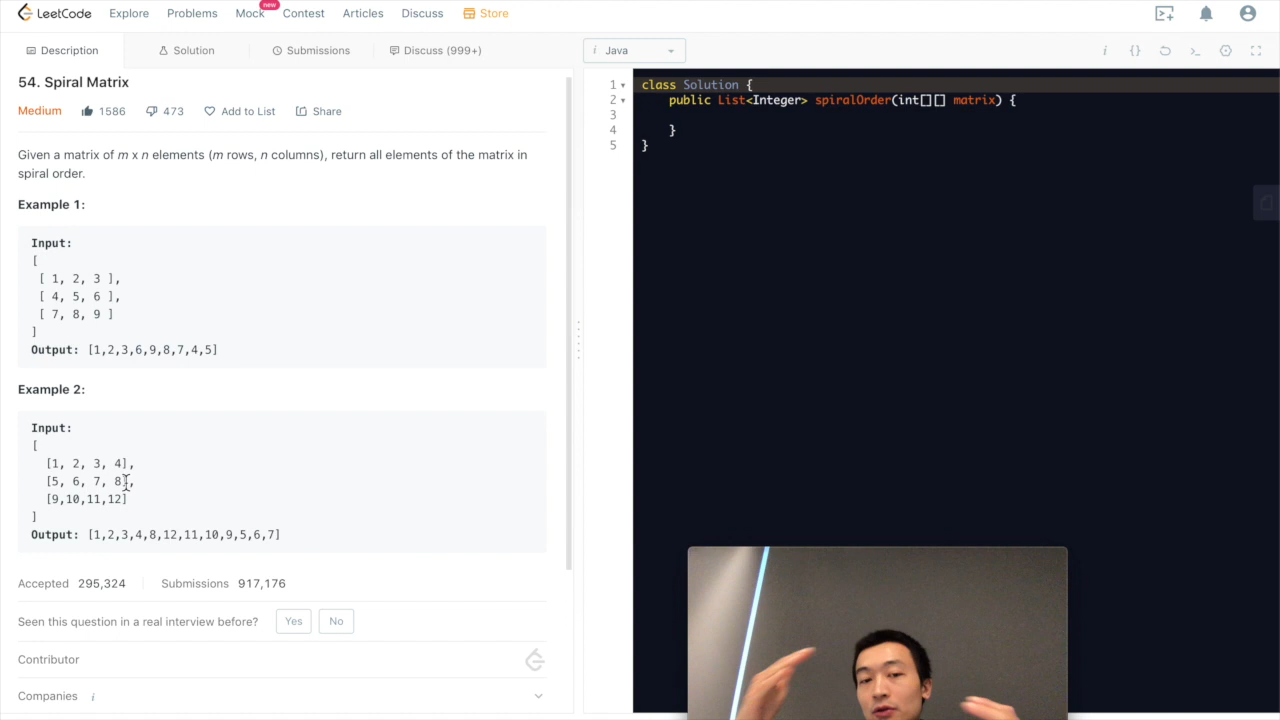 LeetCode
Explore
Problems
Mock
new
Contest
Articles
Discuss
Store
Description
Solution
Submissions
Discuss (999+)
i Java
54. Spiral Matrix
Medium
1586
473
Add to List
Share
Given a matrix of m x n elements (m rows, n columns), return all elements of the matrix in
spiral order.
Example 1:
Input:
[
[ 1, 2, 3 ],
[ 4, 5, 6 ],
[ 7, 8, 9 ]
]
Output: [1,2,3,6,9,8,7,4,5]
Example 2:
Input:
[
[1, 2, 3, 4],
[5, 6, 7, 8],
[9,10,11,12]
]
Output: [1,2,3,4,8,12,11,10,9,5,6,7]
Accepted 295,324
Submissions 917,176
Seen this question in a real interview before?
Yes
No
Contributor
Companies i
i {}
1 class Solution {
2 public List<Integer> spiralOrder(int[][] matrix) {
3
4 }
5 }